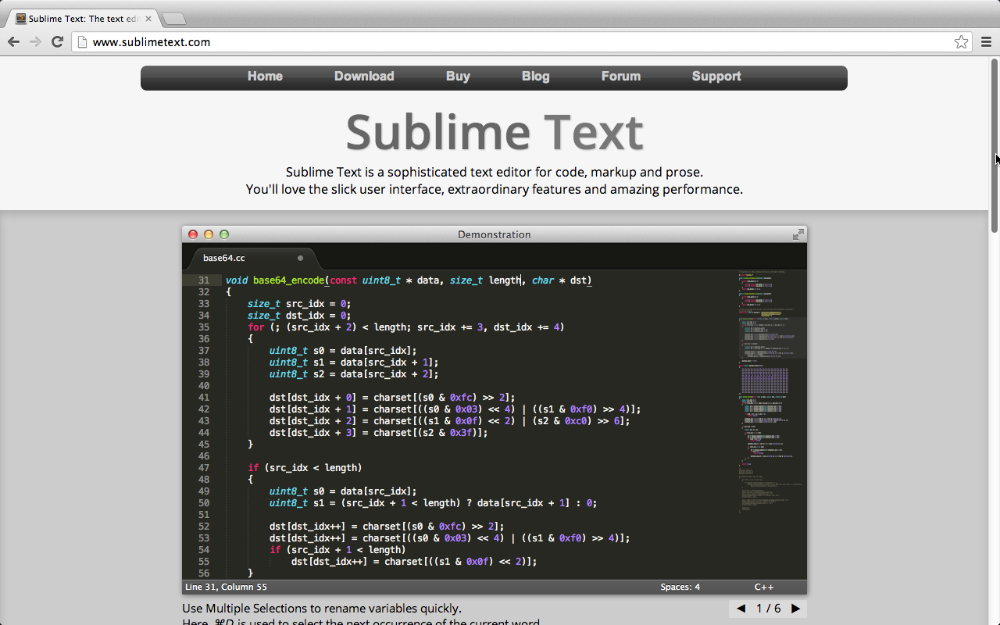 Sublime Text: The text edi
www.sublimetext.com
Home Download Buy Blog Forum Support
Sublime Text
Sublime Text is a sophisticated text editor for code, markup and prose.
You'll love the slick user interface, extraordinary features and amazing performance.
Demonstration
base64.cc
31 void base64_encode(const uint8_t * data, size_t length, char * dst)
32 {
33 size_t src_idx = 0;
34 size_t dst_idx = 0;
35 for (; (src_idx + 2) < length; src_idx += 3, dst_idx += 4)
36 {
37 uint8_t s0 = data[src_idx];
38 uint8_t s1 = data[src_idx + 1];
39 uint8_t s2 = data[src_idx + 2];
40
41 dst[dst_idx + 0] = charset[(s0 & 0xfc) >> 2];
42 dst[dst_idx + 1] = charset[((s0 & 0x03) << 4) | ((s1 & 0xf0) >> 4)];
43 dst[dst_idx + 2] = charset[((s1 & 0x0f) << 2) | (s2 & 0xc0) >> 6];
44 dst[dst_idx + 3] = charset[(s2 & 0x3f)];
45 }
46
47 if (src_idx < length)
48 {
49 uint8_t s0 = data[src_idx];
50 uint8_t s1 = (src_idx + 1 < length) ? data[src_idx + 1] : 0;
51
52 dst[dst_idx++] = charset[(s0 & 0xfc) >> 2];
53 dst[dst_idx++] = charset[((s0 & 0x03) << 4) | ((s1 & 0xf0) >> 4)];
54 if (src_idx + 1 < length)
55 dst[dst_idx++] = charset[((s1 & 0x0f) << 2)];
56 }
Line 31, Column 55 Spaces: 4 C++
Use Multiple Selections to rename variables quickly. ◀ 1 / 6 ▶
Here ⌘D is used to select the next occurrence of the current word